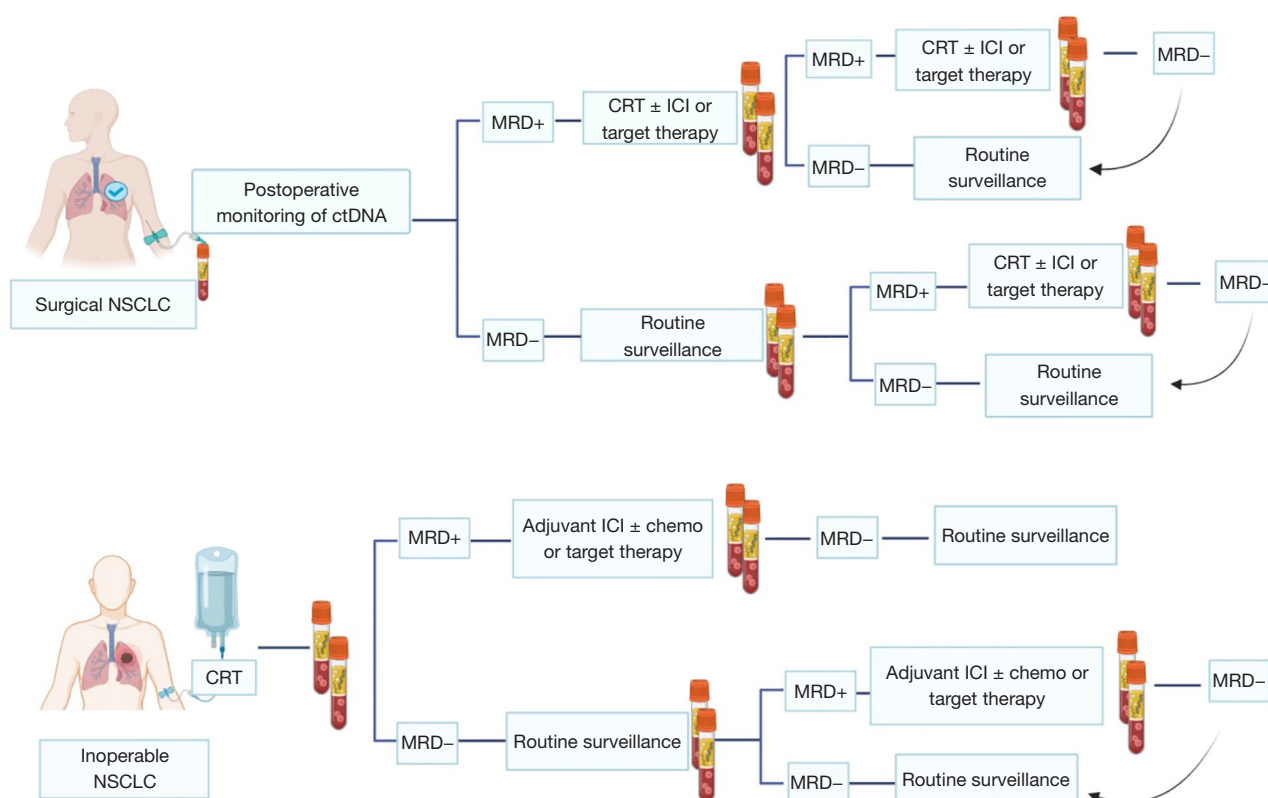 Surgical NSCLC
Postoperative
monitoring of ctDNA
MRD+
CRT ± ICI or
target therapy
MRD+
CRT ± ICI or
target therapy
MRD−
MRD−
Routine
surveillance
MRD−
Routine
surveillance
MRD+
CRT ± ICI or
target therapy
MRD−
MRD−
Routine
surveillance
Inoperable
NSCLC
CRT
MRD+
Adjuvant ICI ± chemo
or target therapy
MRD−
Routine surveillance
MRD−
Routine surveillance
MRD+
Adjuvant ICI ± chemo or
target therapy
MRD−
MRD−
Routine surveillance